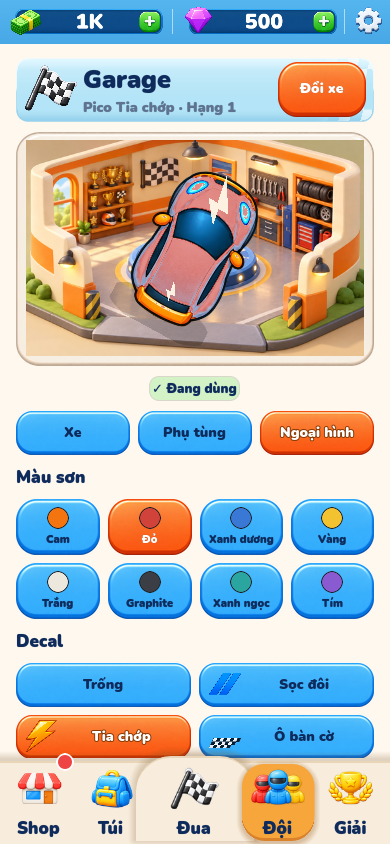 1K
500
Garage
Đổi xe
Pico Tia chớp · Hạng 1
✓ Đang dùng
Xe
Phụ tùng
Ngoại hình
Màu sơn
Cam
Đỏ
Xanh dương
Vàng
Trắng
Graphite
Xanh ngọc
Tím
Decal
Trống
Sọc đôi
Tia chớp
Ô bàn cờ
Shop
Túi
Đua
Đội
Giải